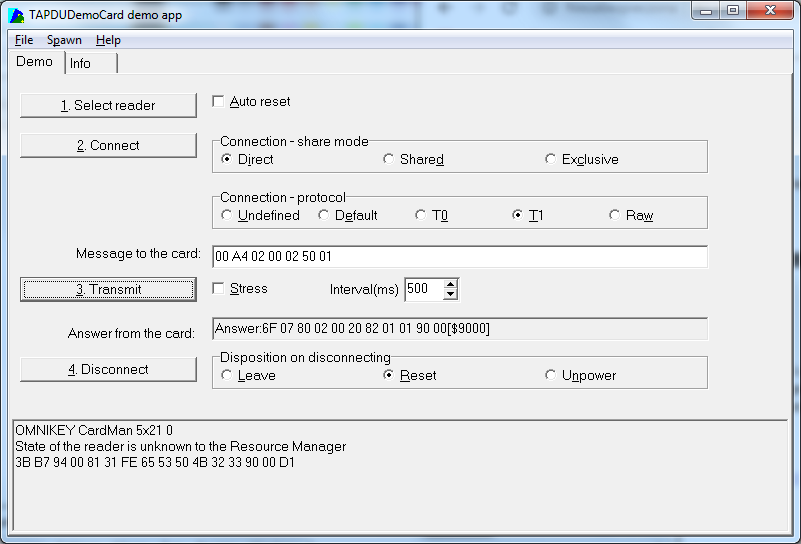 TAPDUDemoCard demo app
File Spawn Help
Demo Info
1. Select reader
Auto reset
2. Connect
Connection - share mode
Direct Shared Exclusive
Connection - protocol
Undefined Default T0 T1 Raw
Message to the card: 00 A4 02 00 02 50 01
3. Transmit
Stress Interval(ms) 500
Answer from the card: Answer:6F 07 80 02 00 20 82 01 01 90 00[$9000]
4. Disconnect
Disposition on disconnecting
Leave Reset Unpower
OMNIKEY CardMan 5x21 0
State of the reader is unknown to the Resource Manager
3B B7 94 00 81 31 FE 65 53 50 4B 32 33 90 00 D1